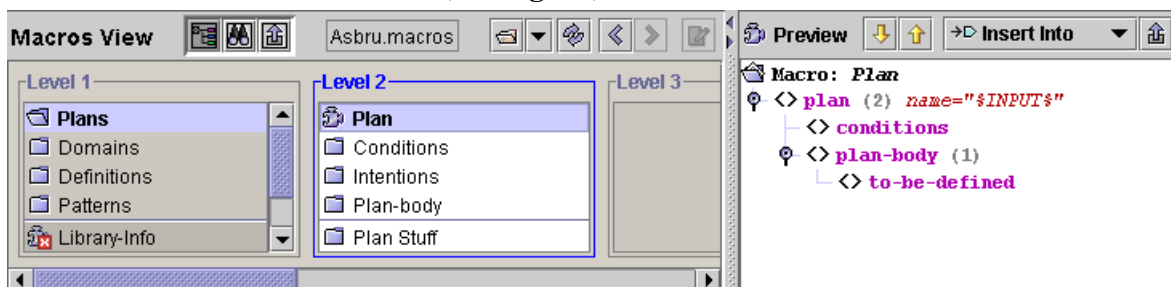 Macros View
Asbru.macros
Level 1
Plans
Domains
Definitions
Patterns
Library-Info
Level 2
Plan
Conditions
Intentions
Plan-body
Plan Stuff
Level 3
Preview
Insert Into
Macro: Plan
<> plan (2) name="$INPUT$"
<> conditions
<> plan-body (1)
<> to-be-defined